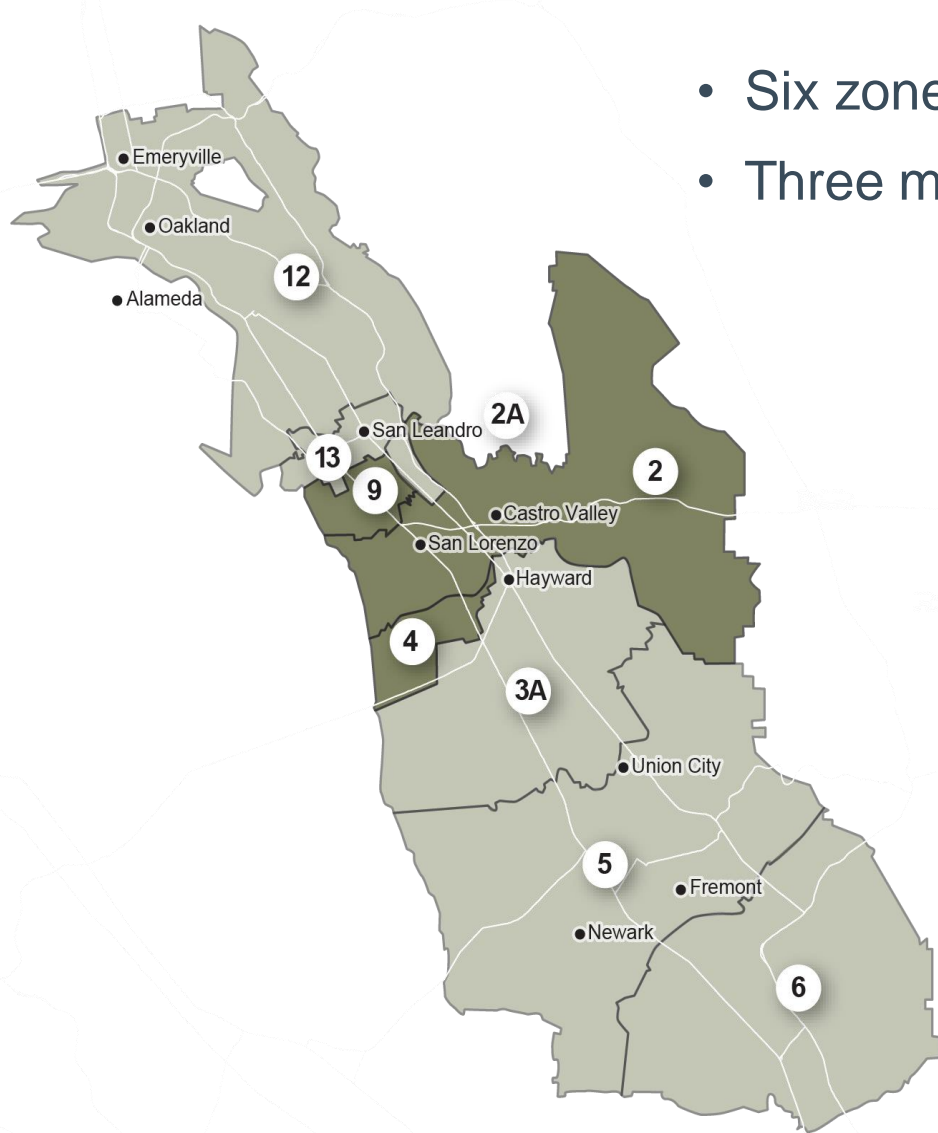 • Six zone
• Three m
Emeryville
Oakland
12
Alameda
2A
San Leandro
13
2
9
Castro Valley
San Lorenzo
Hayward
4
3A
Union City
5
Fremont
Newark
6